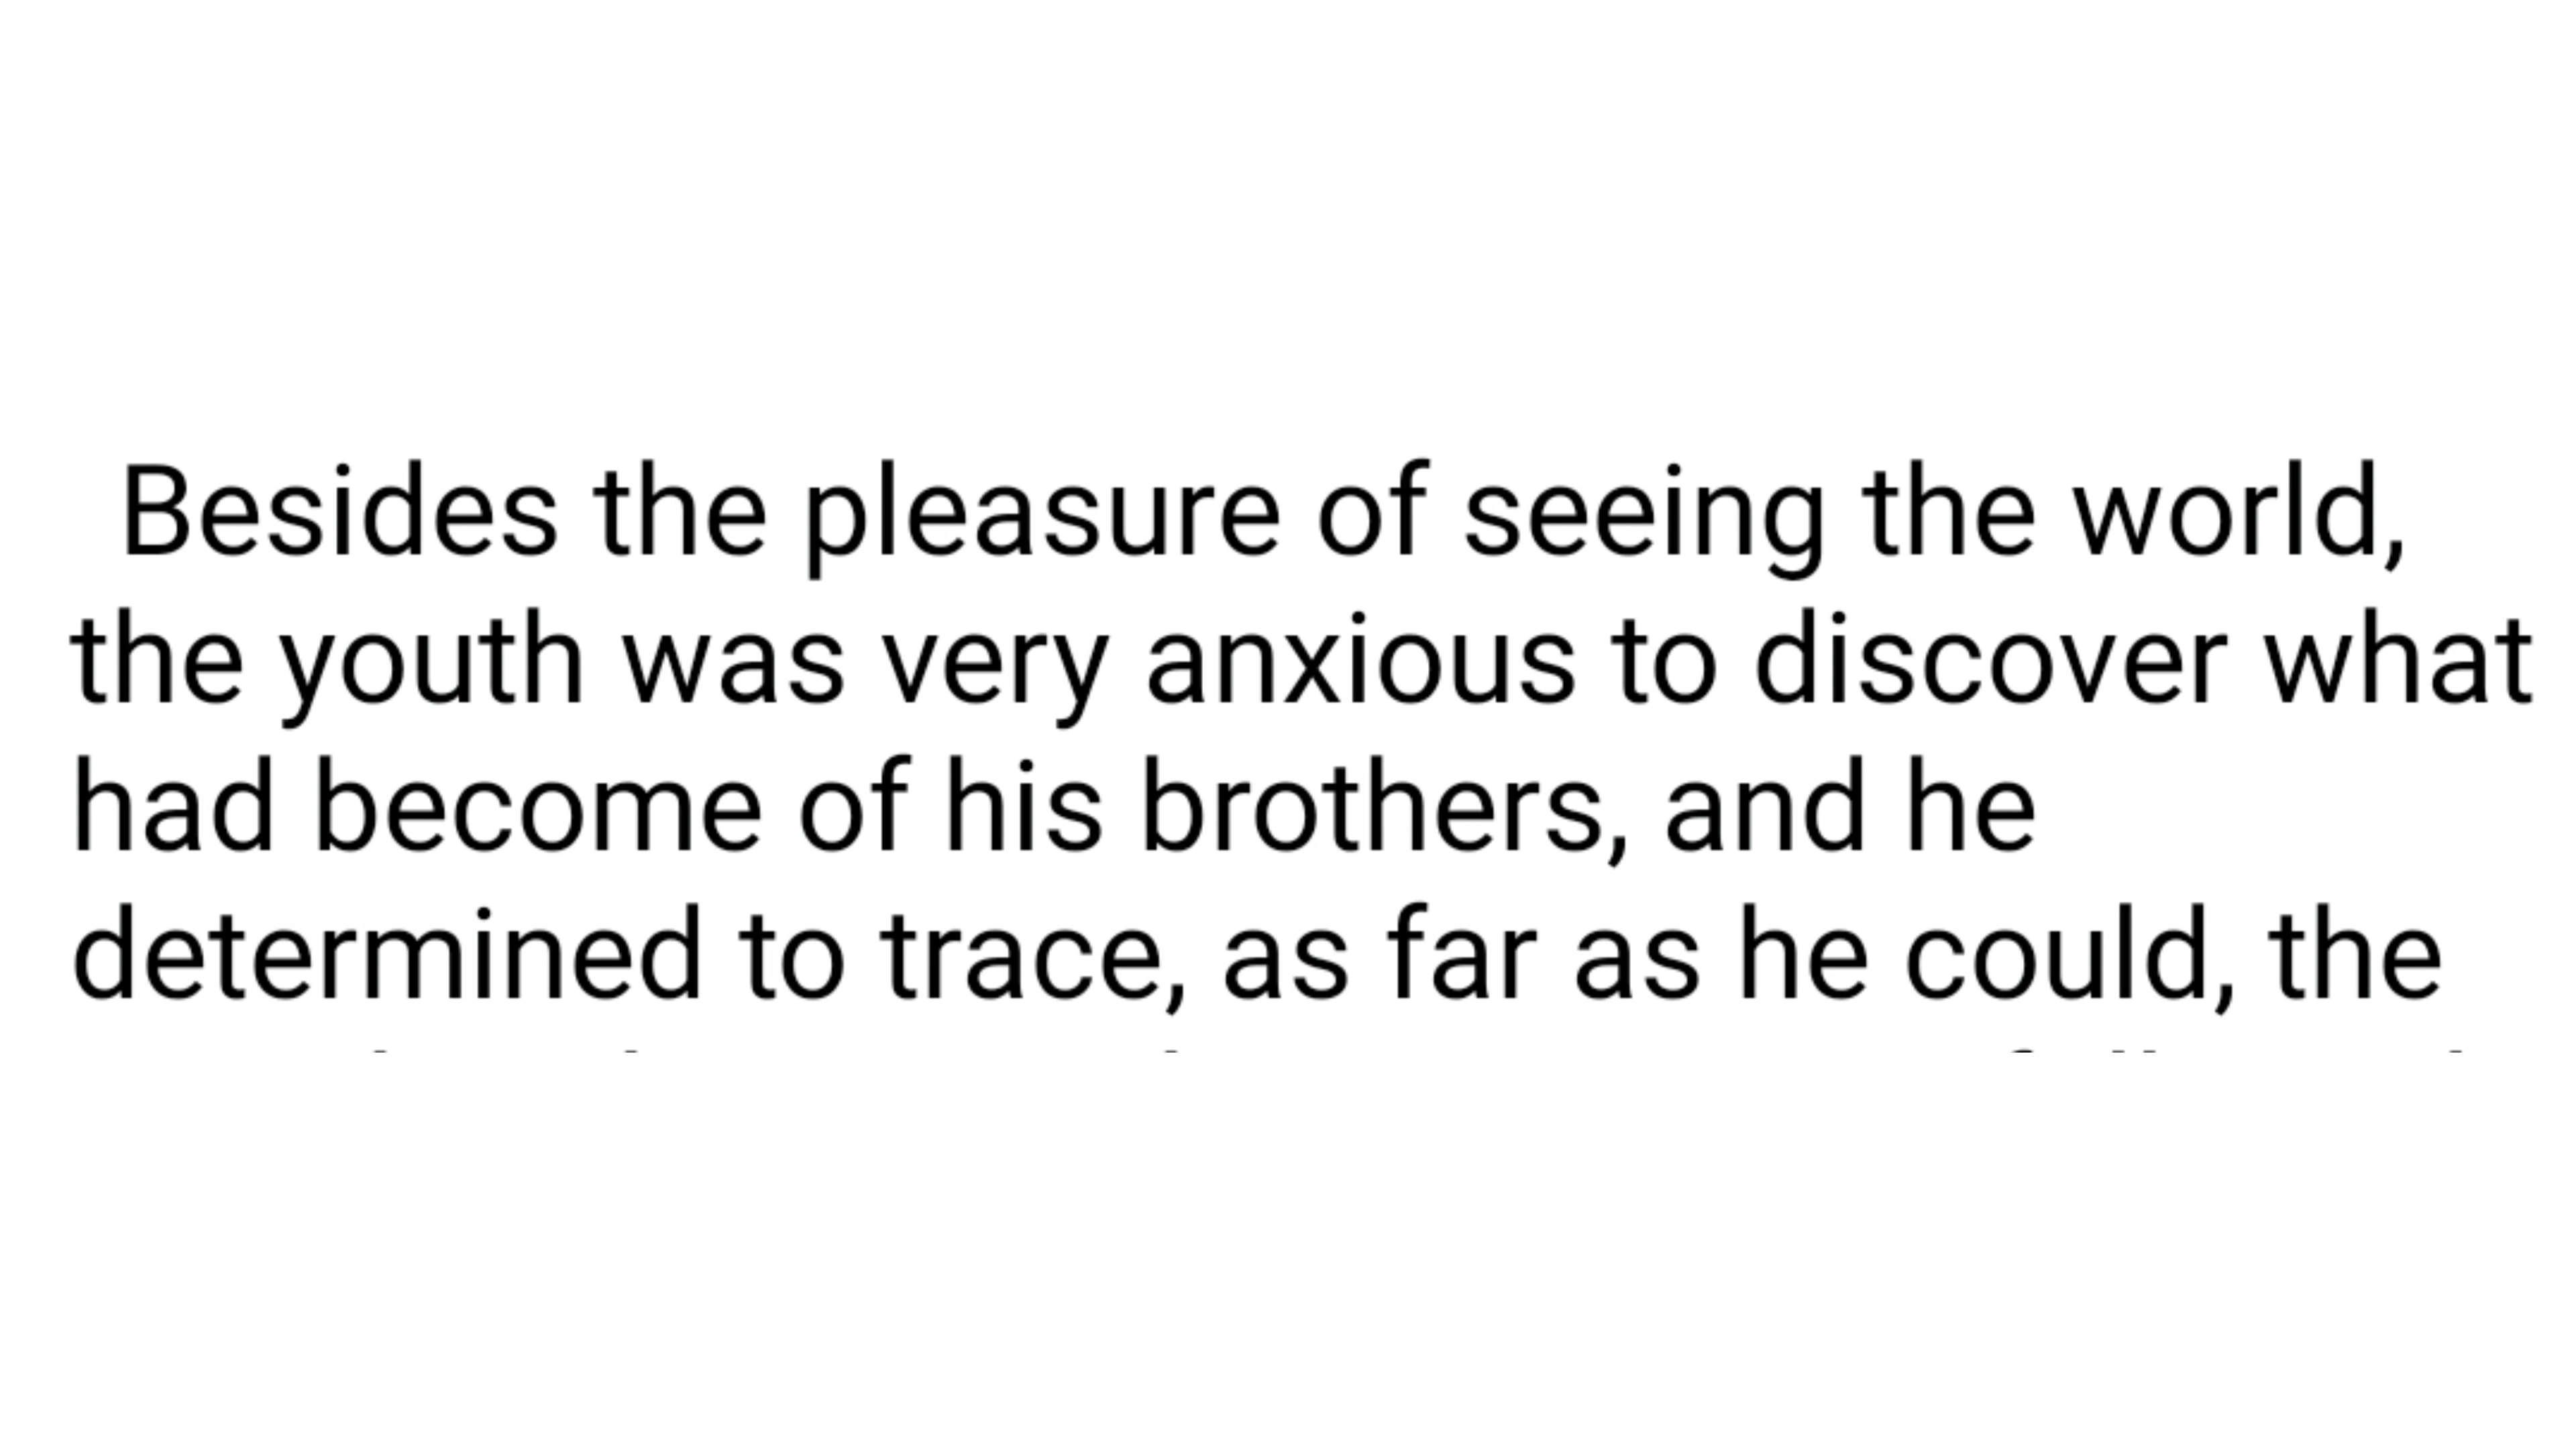 Besides the pleasure of seeing the world,
the youth was very anxious to discover what
had become of his brothers, and he
determined to trace, as far as he could, the